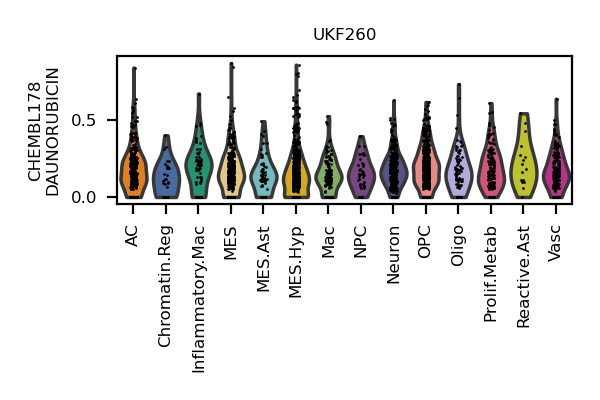 UKF260
CHEMBL178
DAUNORUBICIN
0.5
0.0
AC
Chromatin.Reg
Inflammatory.Mac
MES
MES.Ast
MES.Hyp
Mac
NPC
Neuron
OPC
Oligo
Prolif.Metab
Reactive.Ast
Vasc